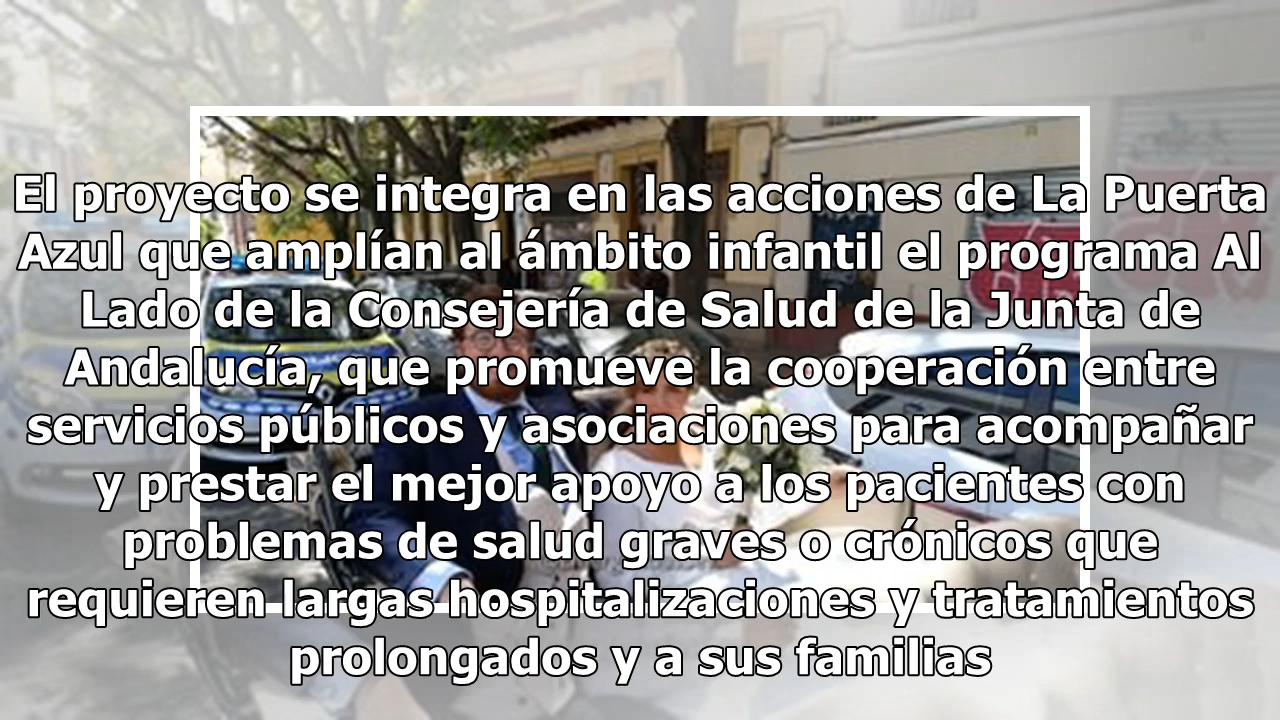 El proyecto se integra en las acciones de La Puerta
Azul que amplían al ámbito infantil el programa Al
Lado de la Consejería de Salud de la Junta de
Andalucía, que promueve la cooperación entre
servicios públicos y asociaciones para acompañar
y prestar el mejor apoyo a los pacientes con
problemas de salud graves o crónicos que
requieren largas hospitalizaciones y tratamientos
prolongados y a sus familias